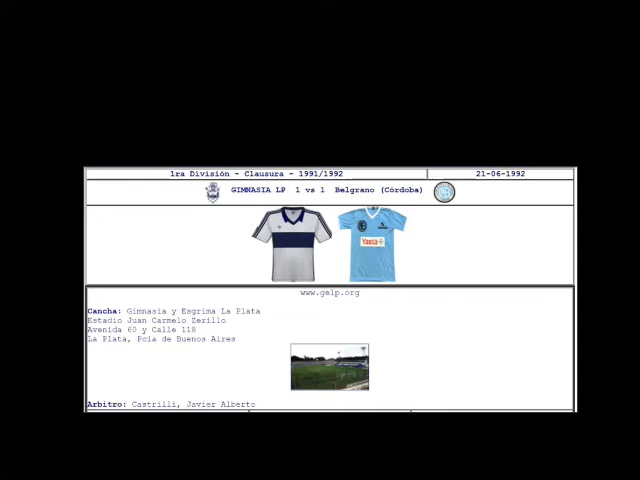 1ra División - Clausura - 1991/1992
21-06-1992
GIMNASIA LP 1 vs 1 Belgrano (Córdoba)
Yasta
www.gelp.org
Cancha: Gimnasia y Esgrima La Plata
Estadio Juan Carmelo Zerillo
Avenida 60 y Calle 118
La Plata, Pcia de Buenos Aires
Arbitro: Castrilli, Javier Alberto